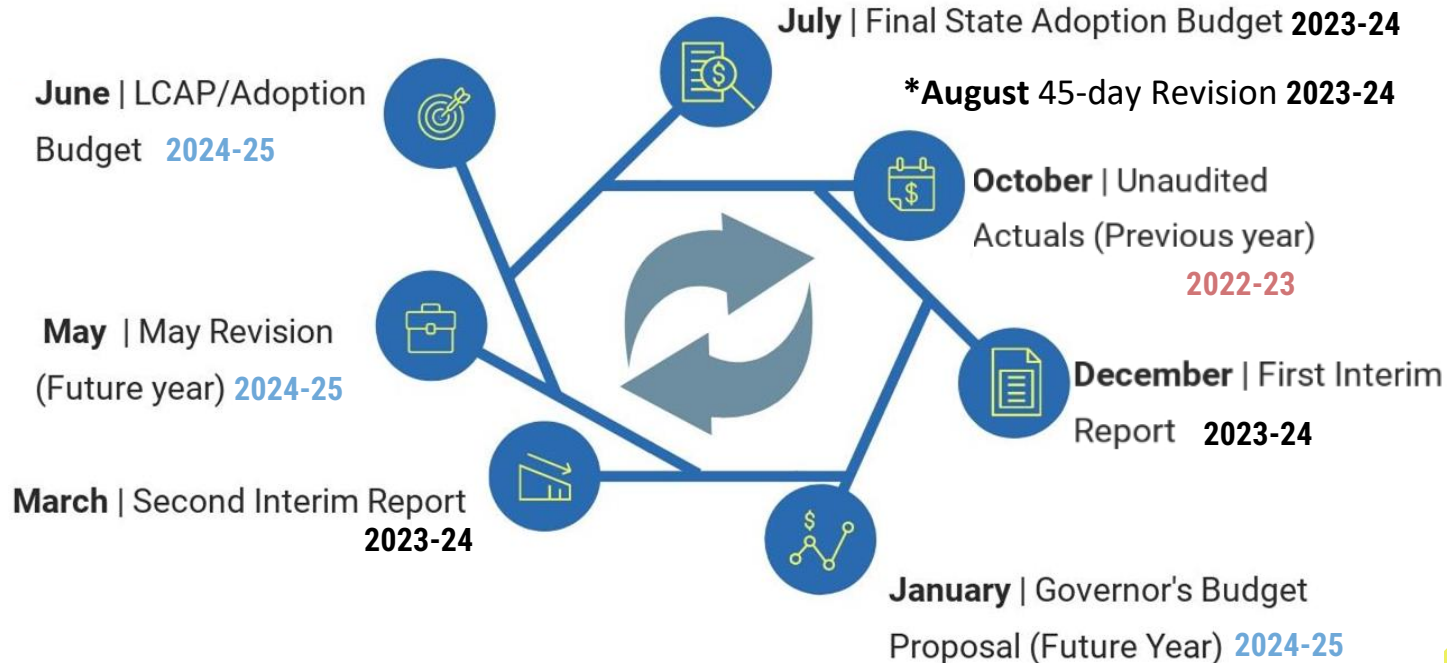 July | Final State Adoption Budget 2023-24
*August 45-day Revision 2023-24
October | Unaudited
Actuals (Previous year)
2022-23
December | First Interim
Report 2023-24
January | Governor's Budget
Proposal (Future Year) 2024-25
March | Second Interim Report
2023-24
May | May Revision
(Future year) 2024-25
June | LCAP/Adoption
Budget 2024-25
$
$
$